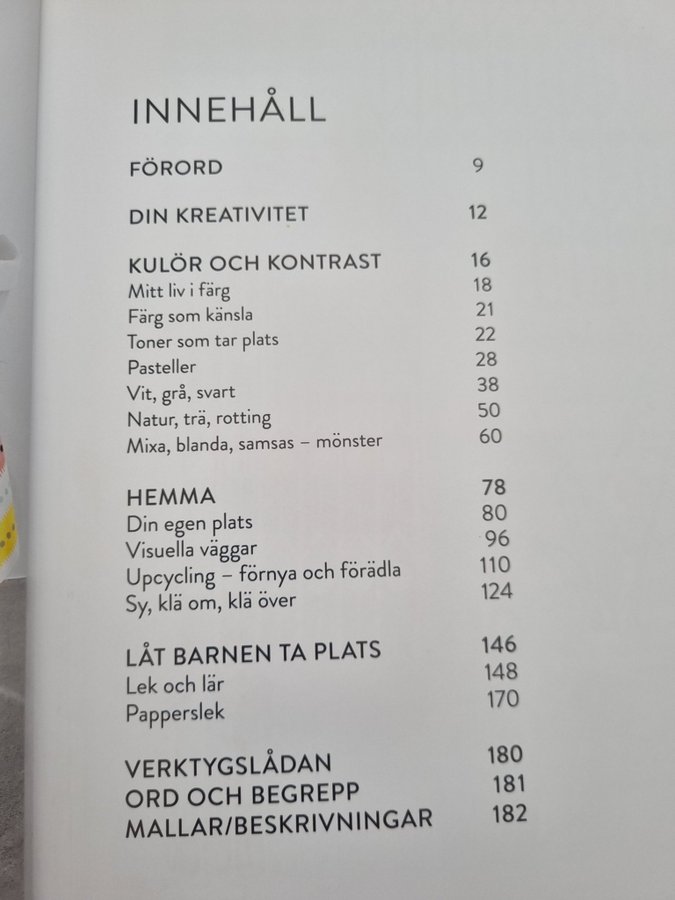 INNEHÅLL
FÖRORD 9
DIN KREATIVITET 12
KULÖR OCH KONTRAST 16
Mitt liv i färg 18
Färg som känsla 21
Toner som tar plats 22
Pasteller 28
Vit, grå, svart 38
Natur, trä, rotting 50
Mixa, blanda, samsas – mönster 60
HEMMA 78
Din egen plats 80
Visuella väggar 96
Upcycling – förnya och förädla 110
Sy, klä om, klä över 124
LÅT BARNEN TA PLATS 146
Lek och lär 148
Papperslek 170
VERKTYGSLÅDAN 180
ORD OCH BEGREPP 181
MALLAR/BESKRIVNINGAR 182